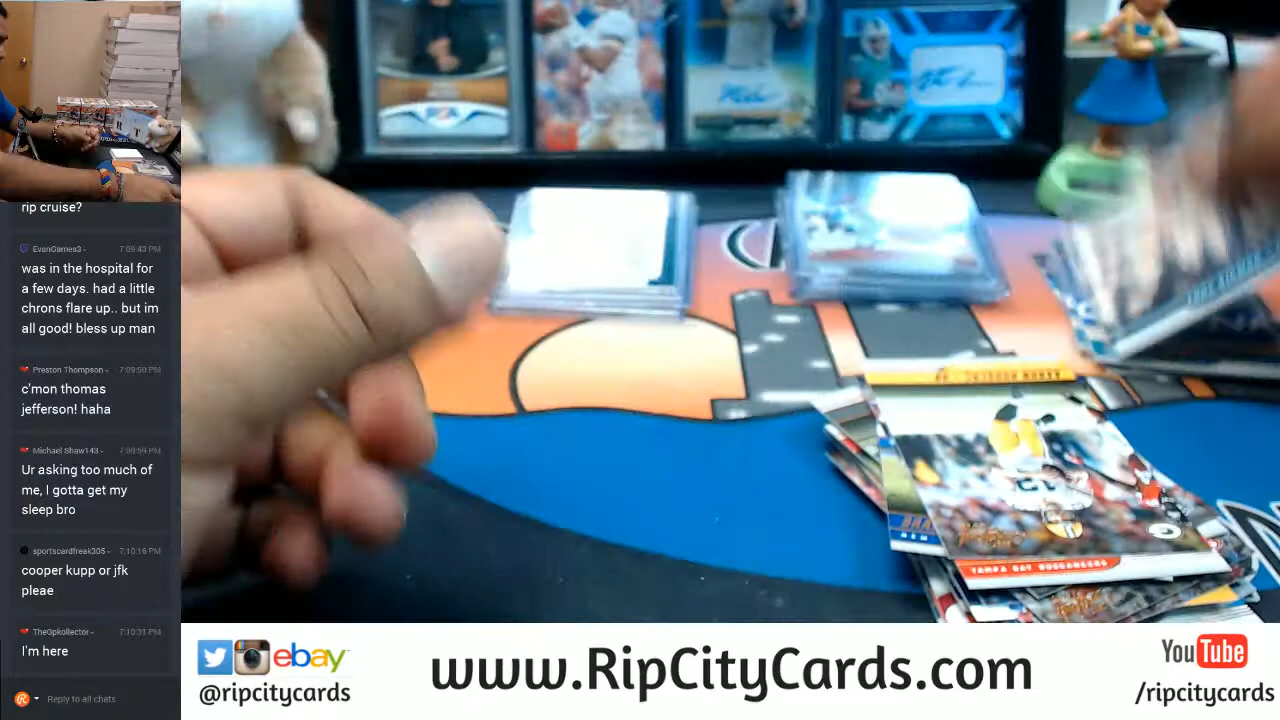 rip cruise?
EvanGames3 - 7:09:43 PM
was in the hospital for
a few days. had a little
chrons flare up.. but im
all good! bless up man
Preston Thompson - 7:09:50 PM
c'mon thomas
jefferson! haha
Michael Shaw143 - 7:09:59 PM
Ur asking too much of
me, I gotta get my
sleep bro
sportscardfreak305 - 7:10:16 PM
cooper kupp or jfk
pleae
TheGpkollector - 7:10:31 PM
I'm here
Reply to all chats
TAMPA BAY BUCCANEERS
ebay
@ripcitycards
www.RipCityCards.com
YouTube
/ripcitycards